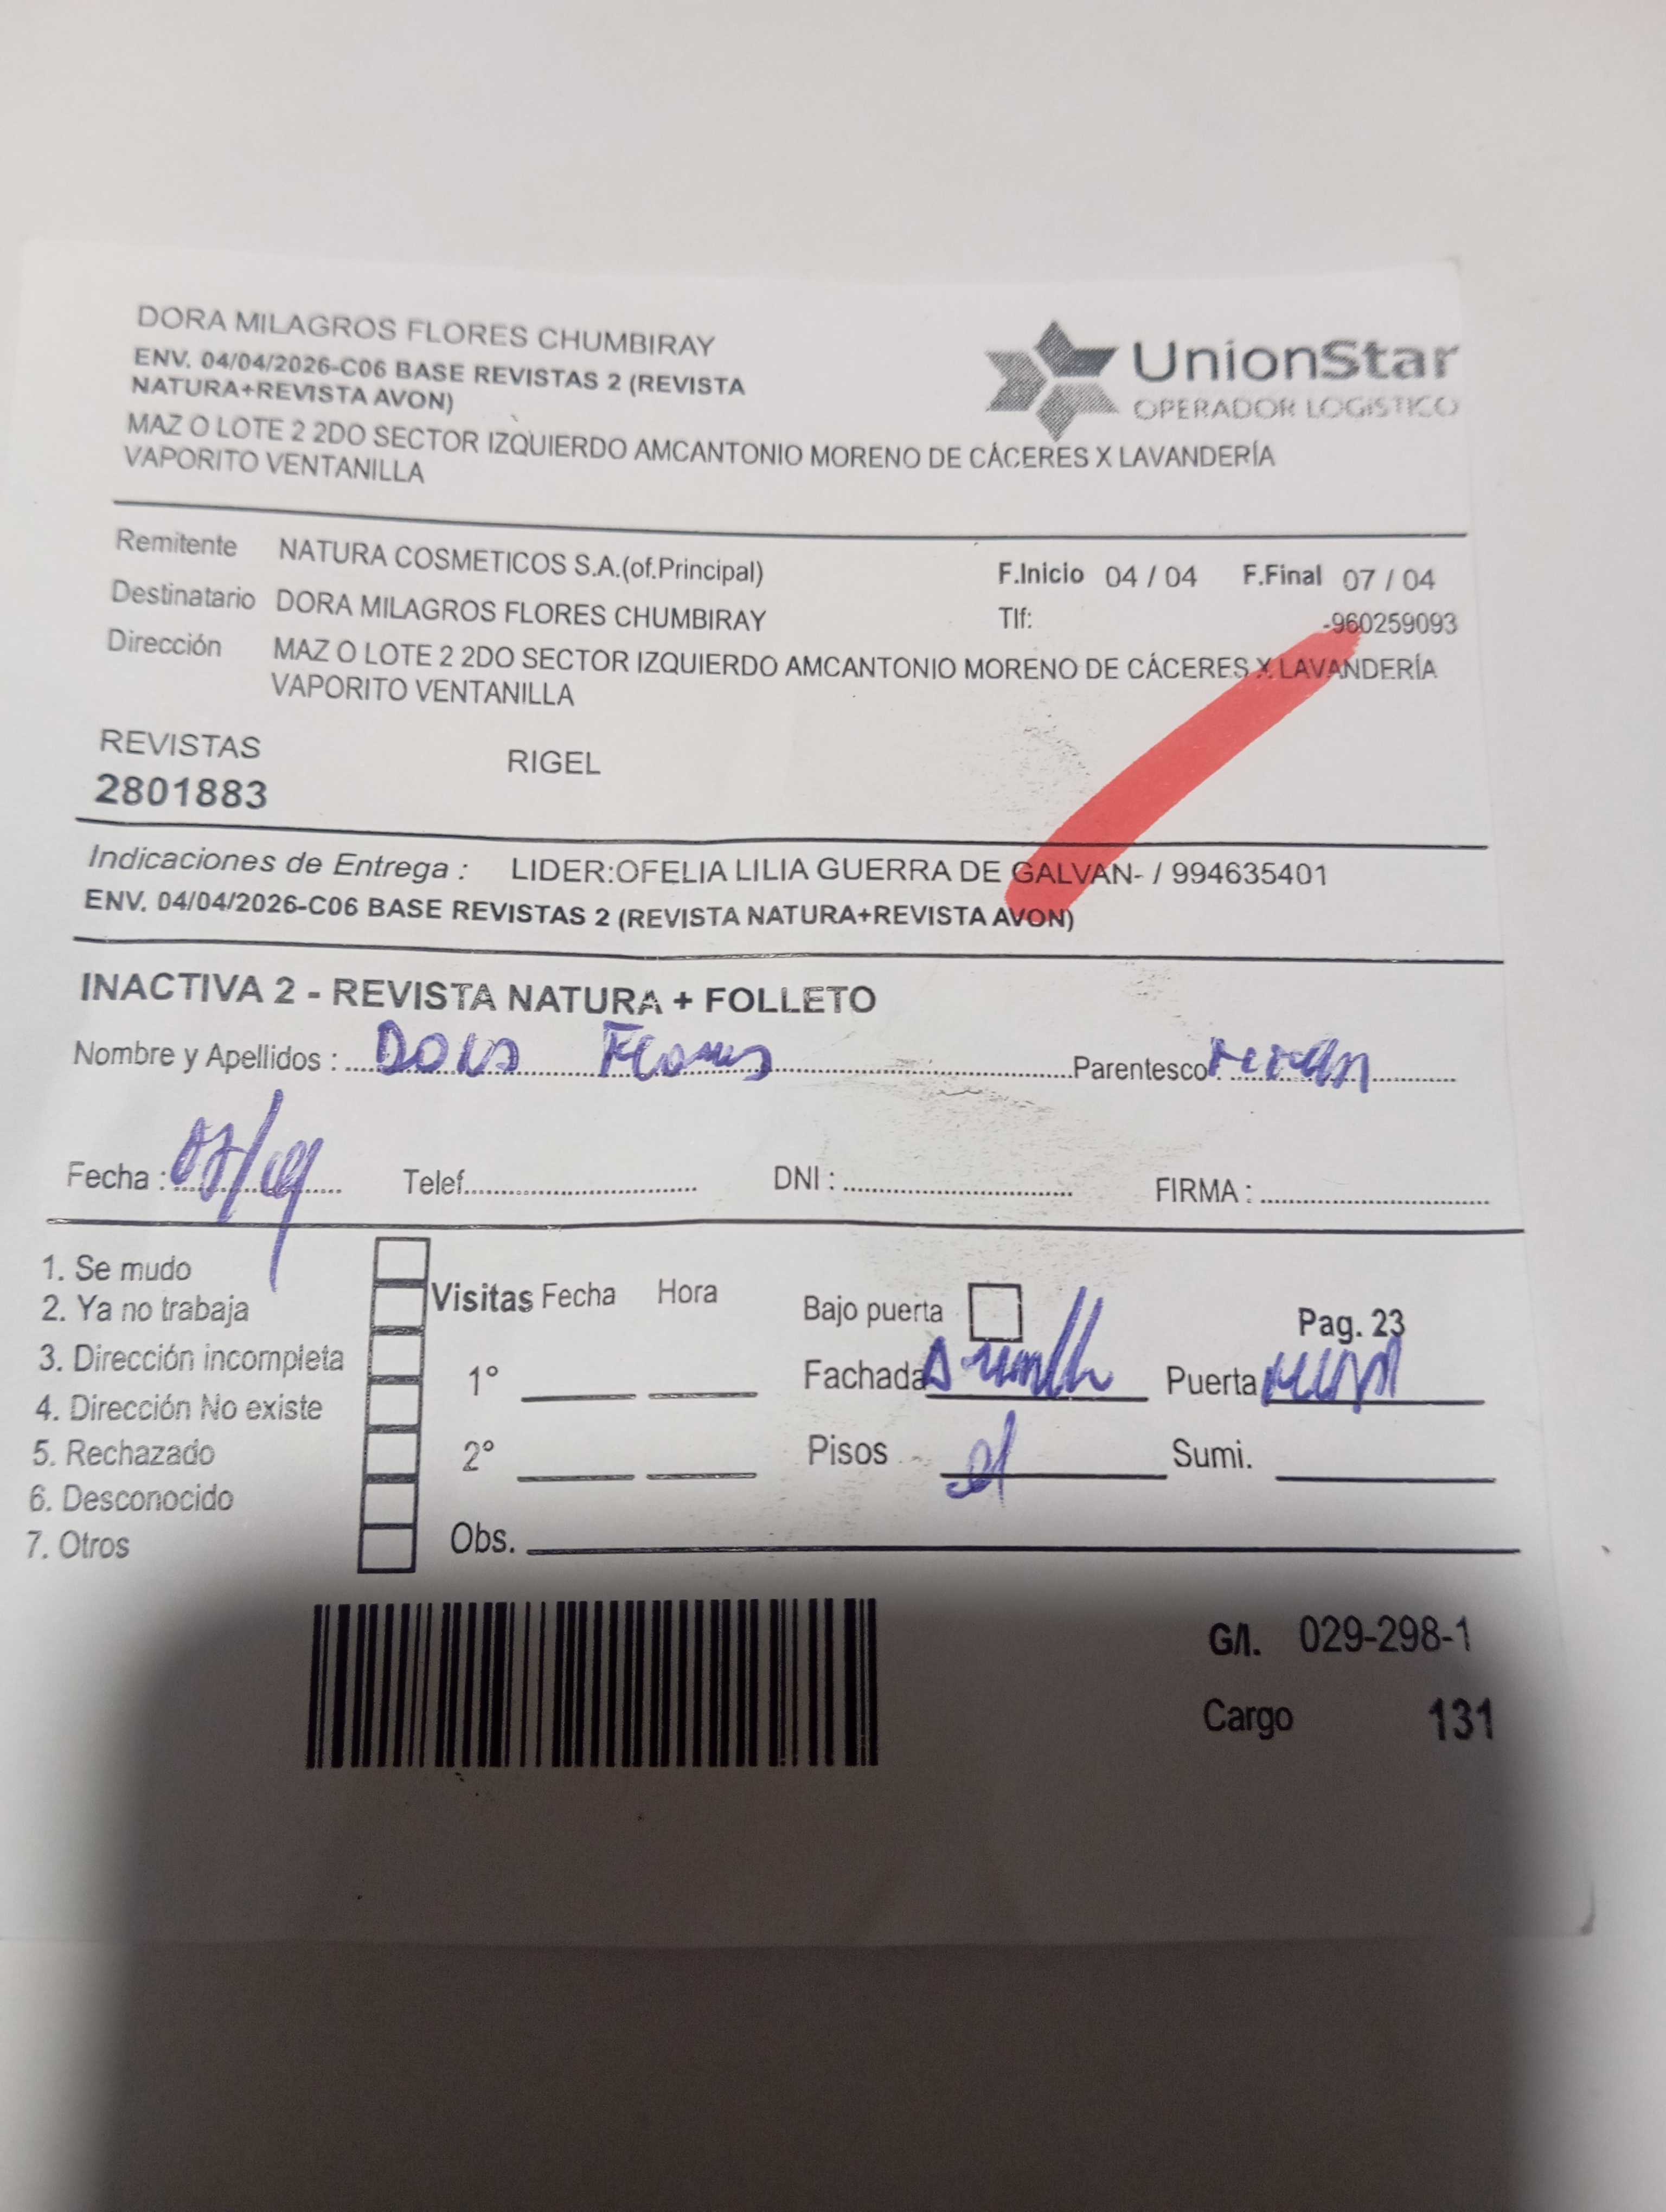 DORA MILAGROS FLORES CHUMBIRAY
ENV. 04/04/2026-C06 BASE REVISTAS 2 (REVISTA
NATURA+REVISTA AVON)
MAZ O LOTE 2 2DO SECTOR IZQUIERDO AMCANTONIO MORENO DE CÁCERES X LAVANDERÍA
VAPORITO VENTANILLA
UnionStar
OPERADOR LOGISTICO
Remitente NATURA COSMETICOS S.A.(of.Principal) F.Inicio 04 / 04 F.Final 07 / 04
Destinatario DORA MILAGROS FLORES CHUMBIRAY Tlf: -960259093
Dirección MAZ O LOTE 2 2DO SECTOR IZQUIERDO AMCANTONIO MORENO DE CÁCERES X LAVANDERÍA
VAPORITO VENTANILLA
REVISTAS RIGEL
2801883
Indicaciones de Entrega : LIDER:OFELIA LILIA GUERRA DE GALVAN- / 994635401
ENV. 04/04/2026-C06 BASE REVISTAS 2 (REVISTA NATURA+REVISTA AVON)
INACTIVA 2 - REVISTA NATURA + FOLLETO
Nombre y Apellidos : Flores Parentesco:
Fecha : Telef. DNI : FIRMA :
1. Se mudo
2. Ya no trabaja
3. Dirección incompleta
4. Dirección No existe
5. Rechazado
6. Desconocido
7. Otros
Visitas Fecha Hora
1°
2°
Obs.
Bajo puerta Pag. 23
Fachada Puerta
Pisos Sumi.
G/I. 029-298-1
Cargo 131